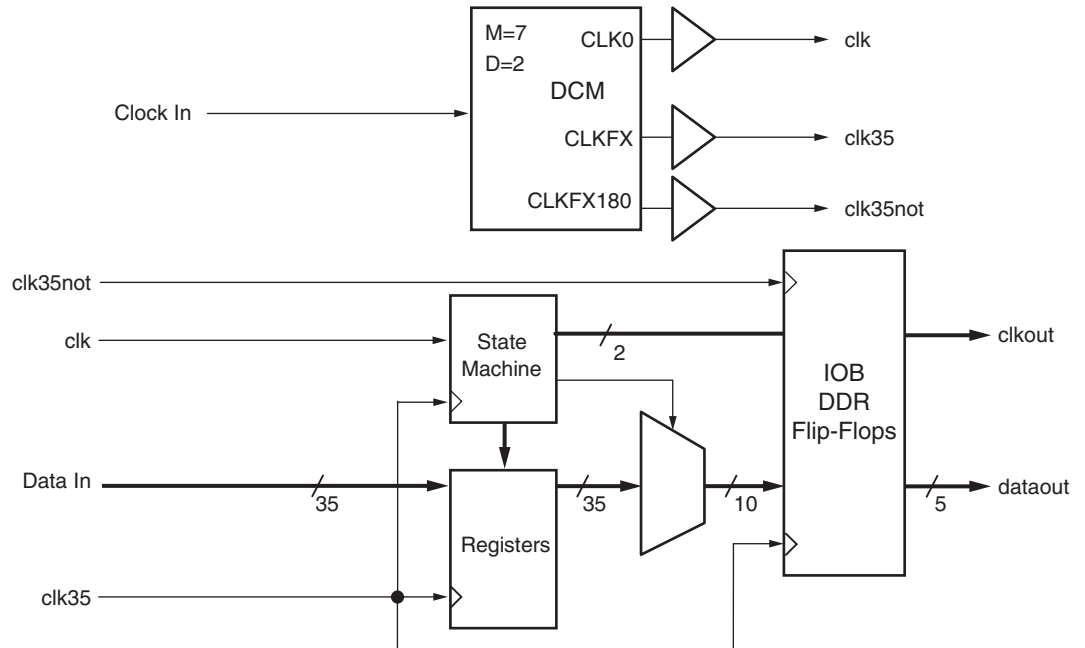 M=7
D=2
CLK0
clk
DCM
Clock In
CLKFX
clk35
CLKFX180
clk35not
clk35not
clk
State
Machine
2
clkout
IOB
DDR
Flip-Flops
Data In
35
35
10
5
dataout
Registers
clk35